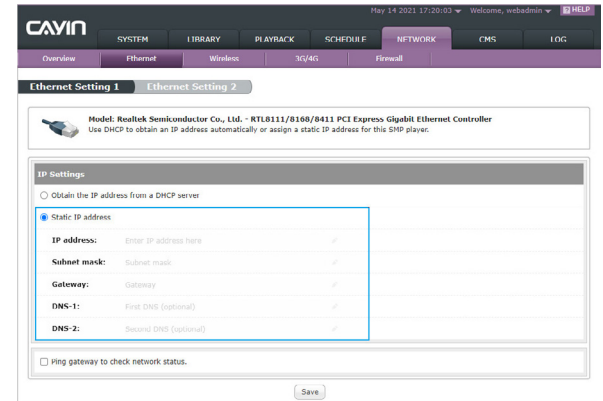 May 14 2021 17:20:03 Welcome, webadmin HELP
CAYIN
SYSTEM LIBRARY PLAYBACK SCHEDULE NETWORK CMS LOG
Overview Ethernet Wireless 3G/4G Firewall
Ethernet Setting 1 Ethernet Setting 2
Model: Realtek Semiconductor Co., Ltd. - RTL8111/8168/8411 PCI Express Gigabit Ethernet Controller
Use DHCP to obtain an IP address automatically or assign a static IP address for this SMP player.
IP Settings
Obtain the IP address from a DHCP server
Static IP address
IP address: Enter IP address here
Subnet mask: Subnet mask
Gateway: Gateway
DNS-1: First DNS (optional)
DNS-2: Second DNS (optional)
Ping gateway to check network status.
Save